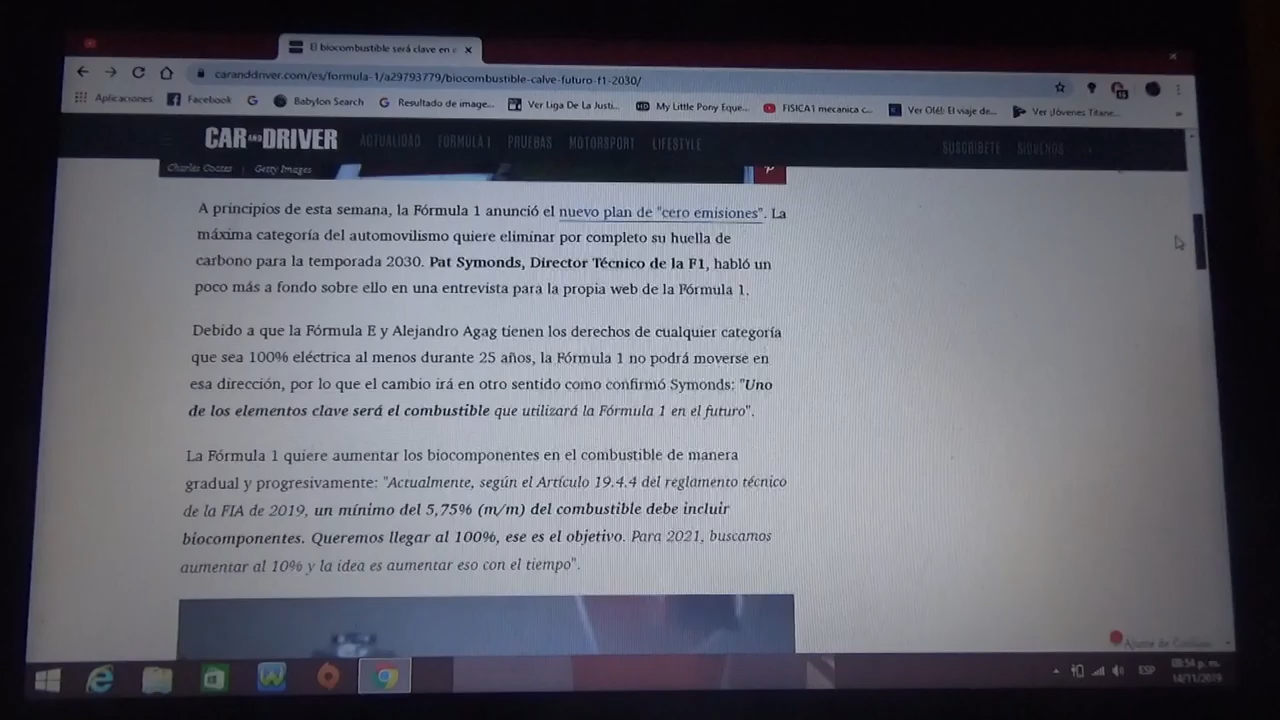 El biocombustible será clave en e
caranddriver.com/es/formula-1/a29793779/biocombustible-calve-futuro-f1-2030/
Aplicaciones Facebook Babylon Search Resultado de image... Ver Liga De La Justi... My Little Pony Eque... FISICA1 mecanica c... Ver Olé!: El viaje de... Ver ¡Jóvenes Titane...
CAR AND DRIVER ACTUALIDAD FÓRMULA 1 PRUEBAS MOTORSPORT LIFESTYLE SUSCRÍBETE SÍGUENOS
Charles Coates | Getty Images
A principios de esta semana, la Fórmula 1 anunció el nuevo plan de "cero emisiones". La
máxima categoría del automovilismo quiere eliminar por completo su huella de
carbono para la temporada 2030. Pat Symonds, Director Técnico de la F1, habló un
poco más a fondo sobre ello en una entrevista para la propia web de la Fórmula 1.
Debido a que la Fórmula E y Alejandro Agag tienen los derechos de cualquier categoría
que sea 100% eléctrica al menos durante 25 años, la Fórmula 1 no podrá moverse en
esa dirección, por lo que el cambio irá en otro sentido como confirmó Symonds: "Uno
de los elementos clave será el combustible que utilizará la Fórmula 1 en el futuro".
La Fórmula 1 quiere aumentar los biocomponentes en el combustible de manera
gradual y progresivamente: "Actualmente, según el Artículo 19.4.4 del reglamento técnico
de la FIA de 2019, un mínimo del 5,75% (m/m) del combustible debe incluir
biocomponentes. Queremos llegar al 100%, ese es el objetivo. Para 2021, buscamos
aumentar al 10% y la idea es aumentar eso con el tiempo".
Ajuste de
ESP 08:54 p. m.
14/11/2019